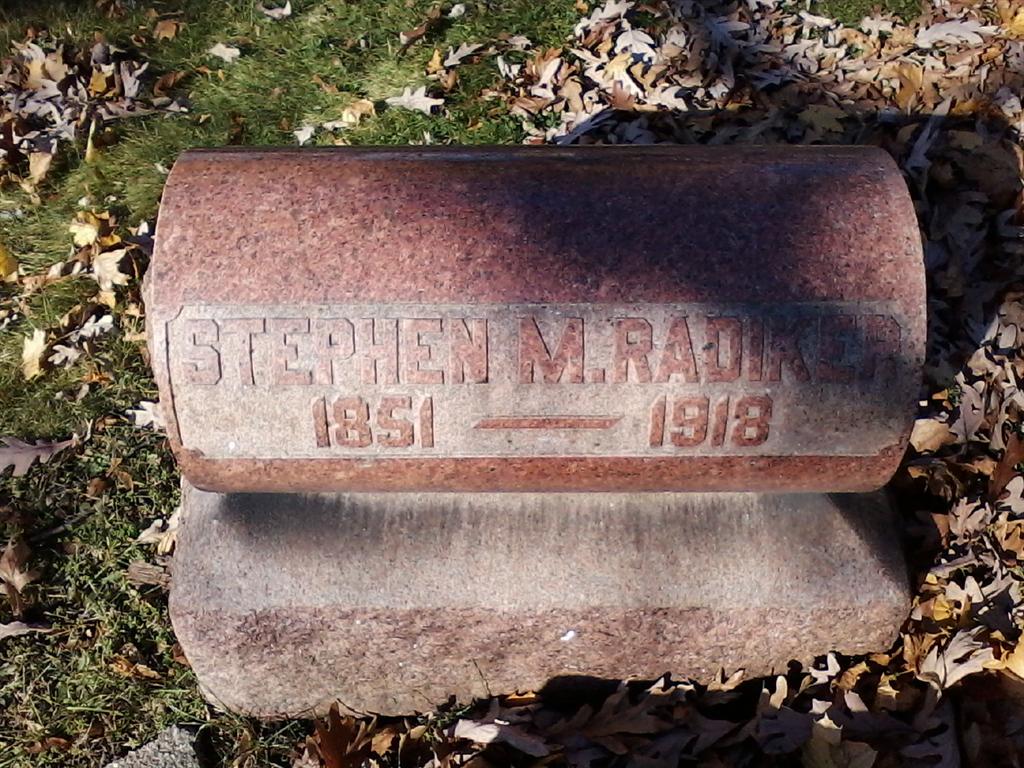 STEPHEN M. RADIKER
1851 — 1918